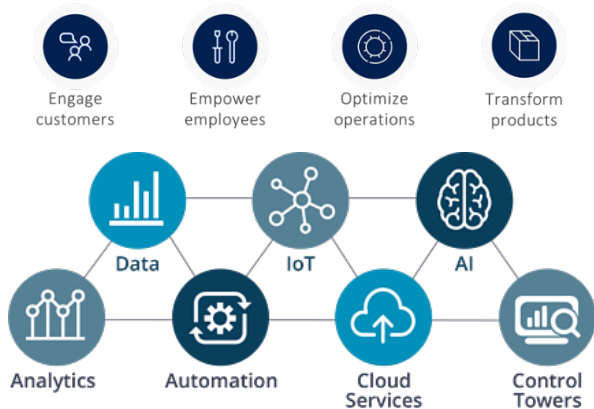 Engage
customers
Empower
employees
Optimize
operations
Transform
products
Data
IoT
AI
Analytics
Automation
Cloud
Services
Control
Towers